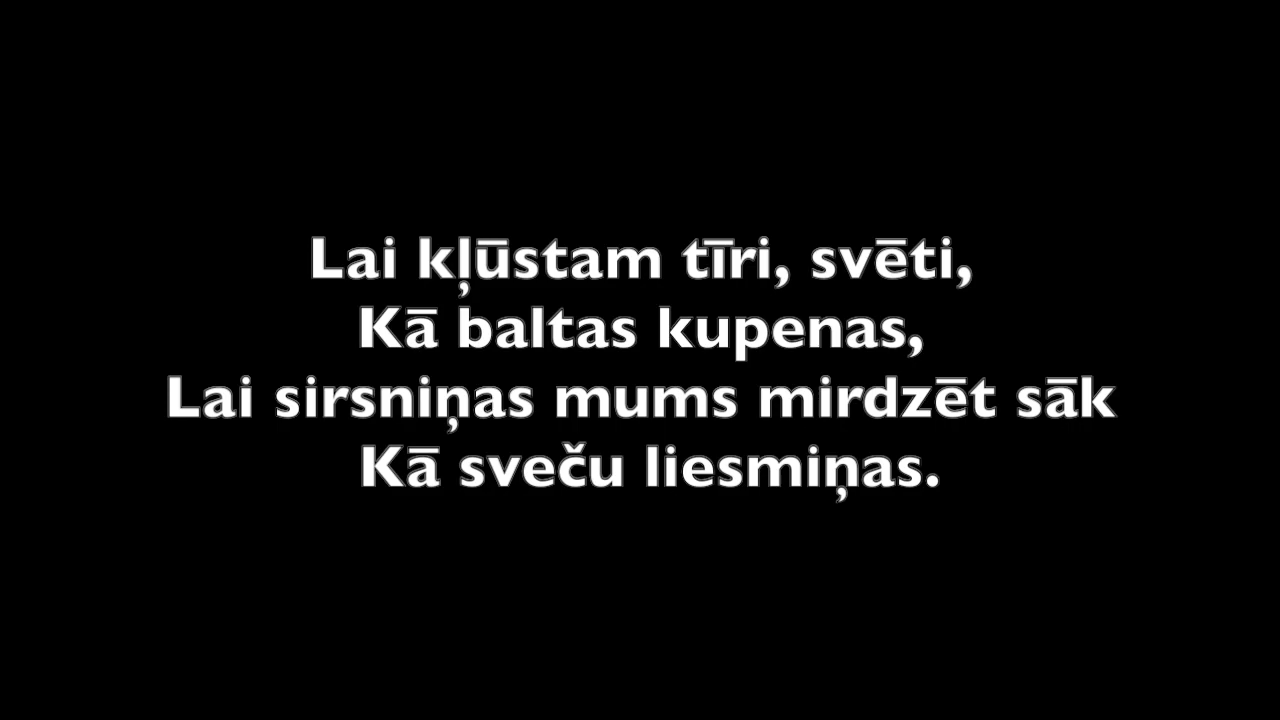 Lai kļūstam tīri, svēti,
Kā baltas kupenas,
Lai sirsniņas mums mirdzēt sāk
Kā sveču liesmiņas.